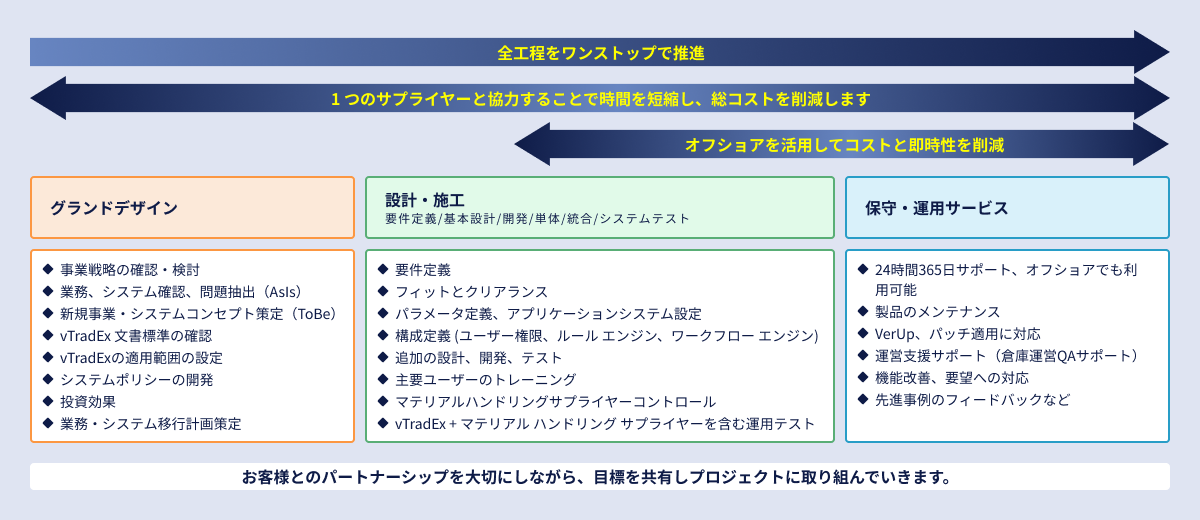 全工程をワンストップで推進
1 つのサプライヤーと協力することで時間を短縮し、総コストを削減します
オフショアを活用してコストと即時性を削減
グランドデザイン
設計・施工
要件定義/基本設計/開発/単体/統合/システムテスト
保守・運用サービス
◆ 事業戦略の確認・検討
◆ 業務、システム確認、問題抽出（AsIs）
◆ 新規事業・システムコンセプト策定（ToBe）
◆ vTradEx 文書標準の確認
◆ vTradExの適用範囲の設定
◆ システムポリシーの開発
◆ 投資効果
◆ 業務・システム移行計画策定
◆ 要件定義
◆ フィットとクリアランス
◆ パラメータ定義、アプリケーションシステム設定
◆ 構成定義 (ユーザー権限、ルール エンジン、ワークフロー エンジン)
◆ 追加の設計、開発、テスト
◆ 主要ユーザーのトレーニング
◆ マテリアルハンドリングサプライヤーコントロール
◆ vTradEx + マテリアル ハンドリング サプライヤーを含む運用テスト
◆ 24時間365日サポート、オフショアでも利
用可能
◆ 製品のメンテナンス
◆ VerUp、パッチ適用に対応
◆ 運営支援サポート（倉庫運営QAサポート）
◆ 機能改善、要望への対応
◆ 先進事例のフィードバックなど
お客様とのパートナーシップを大切にしながら、目標を共有しプロジェクトに取り組んでいきます。